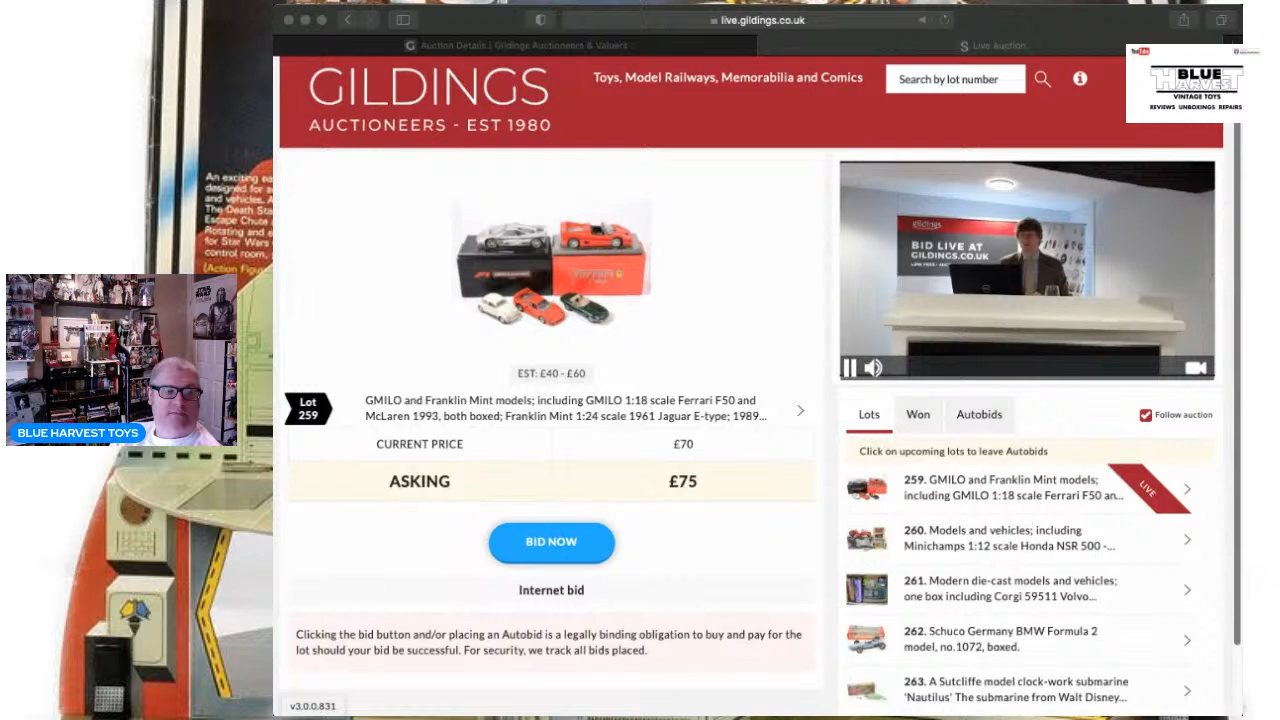 live.gildings.co.uk
Auction Details | Gildings Auctioneers & Valuers
Live Auction
GILDINGS
AUCTIONEERS - EST 1980
Toys, Model Railways, Memorabilia and Comics
Search by lot number
YouTube
BLUE
HARVEST
VINTAGE TOYS
REVIEWS UNBOXINGS REPAIRS
An exciting
designed for
and vehicles.
The Death Sta
Escape Chute
Rotating and e
for Star Wars
control room,
(Action Figu
STAR
WARS
BLUE HARVEST TOYS
gildings
BID LIVE AT
GILDINGS.CO.UK
EST: £40 - £60
Lot
259
GMILO and Franklin Mint models; including GMILO 1:18 scale Ferrari F50 and
McLaren 1993, both boxed; Franklin Mint 1:24 scale 1961 Jaguar E-type; 1989...
CURRENT PRICE £70
ASKING £75
BID NOW
Internet bid
Clicking the bid button and/or placing an Autobid is a legally binding obligation to buy and pay for the
lot should your bid be successful. For security, we track all bids placed.
v3.0.0.831
Lots Won Autobids Follow auction
Click on upcoming lots to leave Autobids
259. GMILO and Franklin Mint models;
including GMILO 1:18 scale Ferrari F50 an...
LIVE
260. Models and vehicles; including
Minichamps 1:12 scale Honda NSR 500 -...
261. Modern die-cast models and vehicles;
one box including Corgi 59511 Volvo...
262. Schuco Germany BMW Formula 2
model, no.1072, boxed.
263. A Sutcliffe model clock-work submarine
'Nautilus' The submarine from Walt Disney...